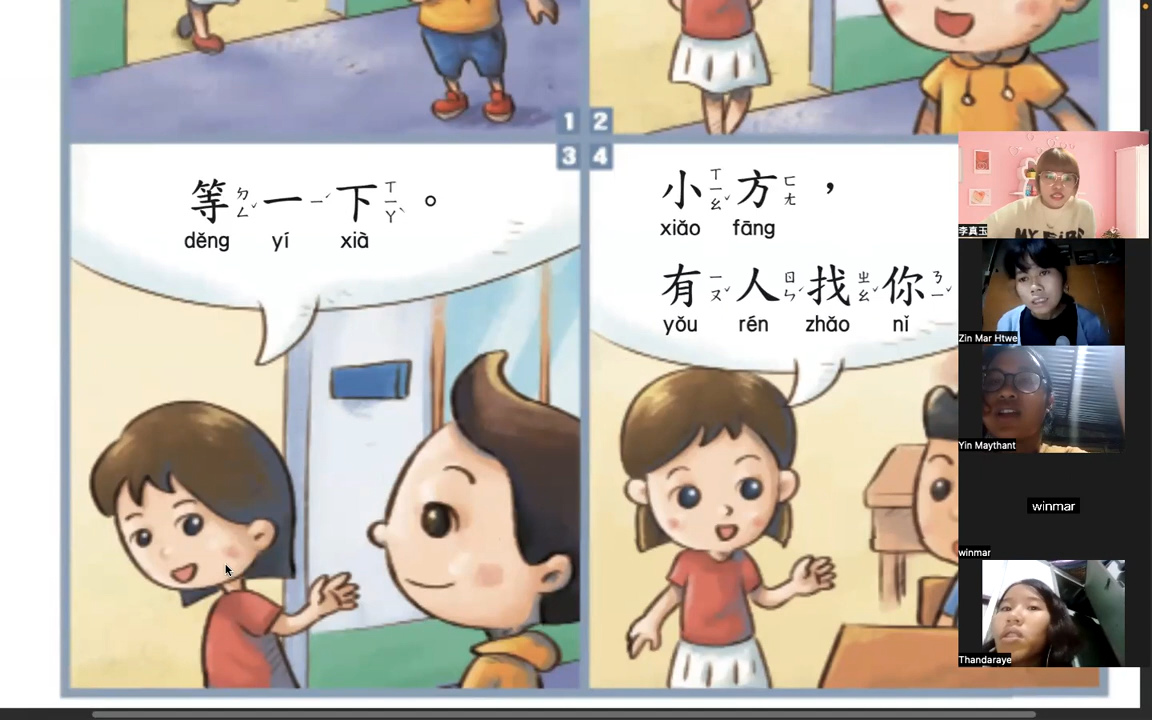 1 2
3 4
等ㄉㄥˇ一ㄧˊ下ㄒㄧㄚˋ。
děng yí xià
小ㄒㄧㄠˇ方ㄈㄤ,
xiǎo fāng
有ㄧㄡˇ人ㄖㄣˊ找ㄓㄠˇ你ㄋㄧˇ
yǒu rén zhǎo nǐ
MY
李真玉
Zin Mar Htwe
Yin Maythant
winmar
winmar
Thandaraye